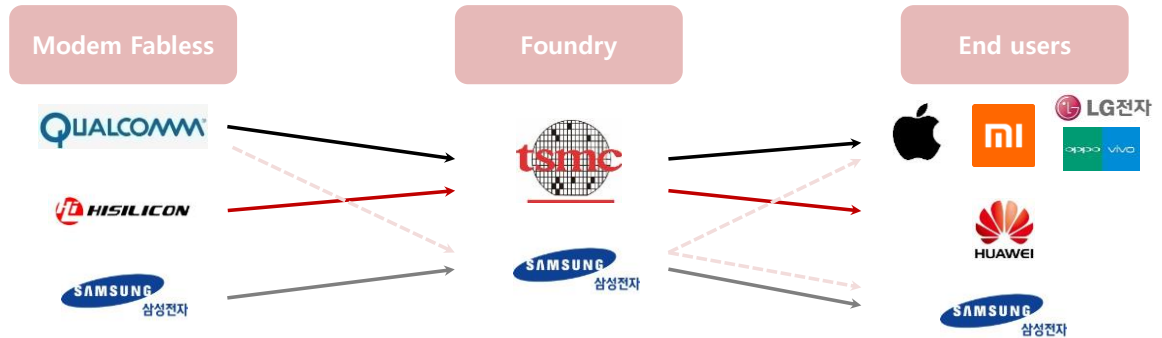 Modem Fabless
Foundry
End users
QUALCOMM
HISILICON
SAMSUNG
삼성전자
tsmc
SAMSUNG
삼성전자
LG전자
mi
oppo vivo
HUAWEI
SAMSUNG
삼성전자